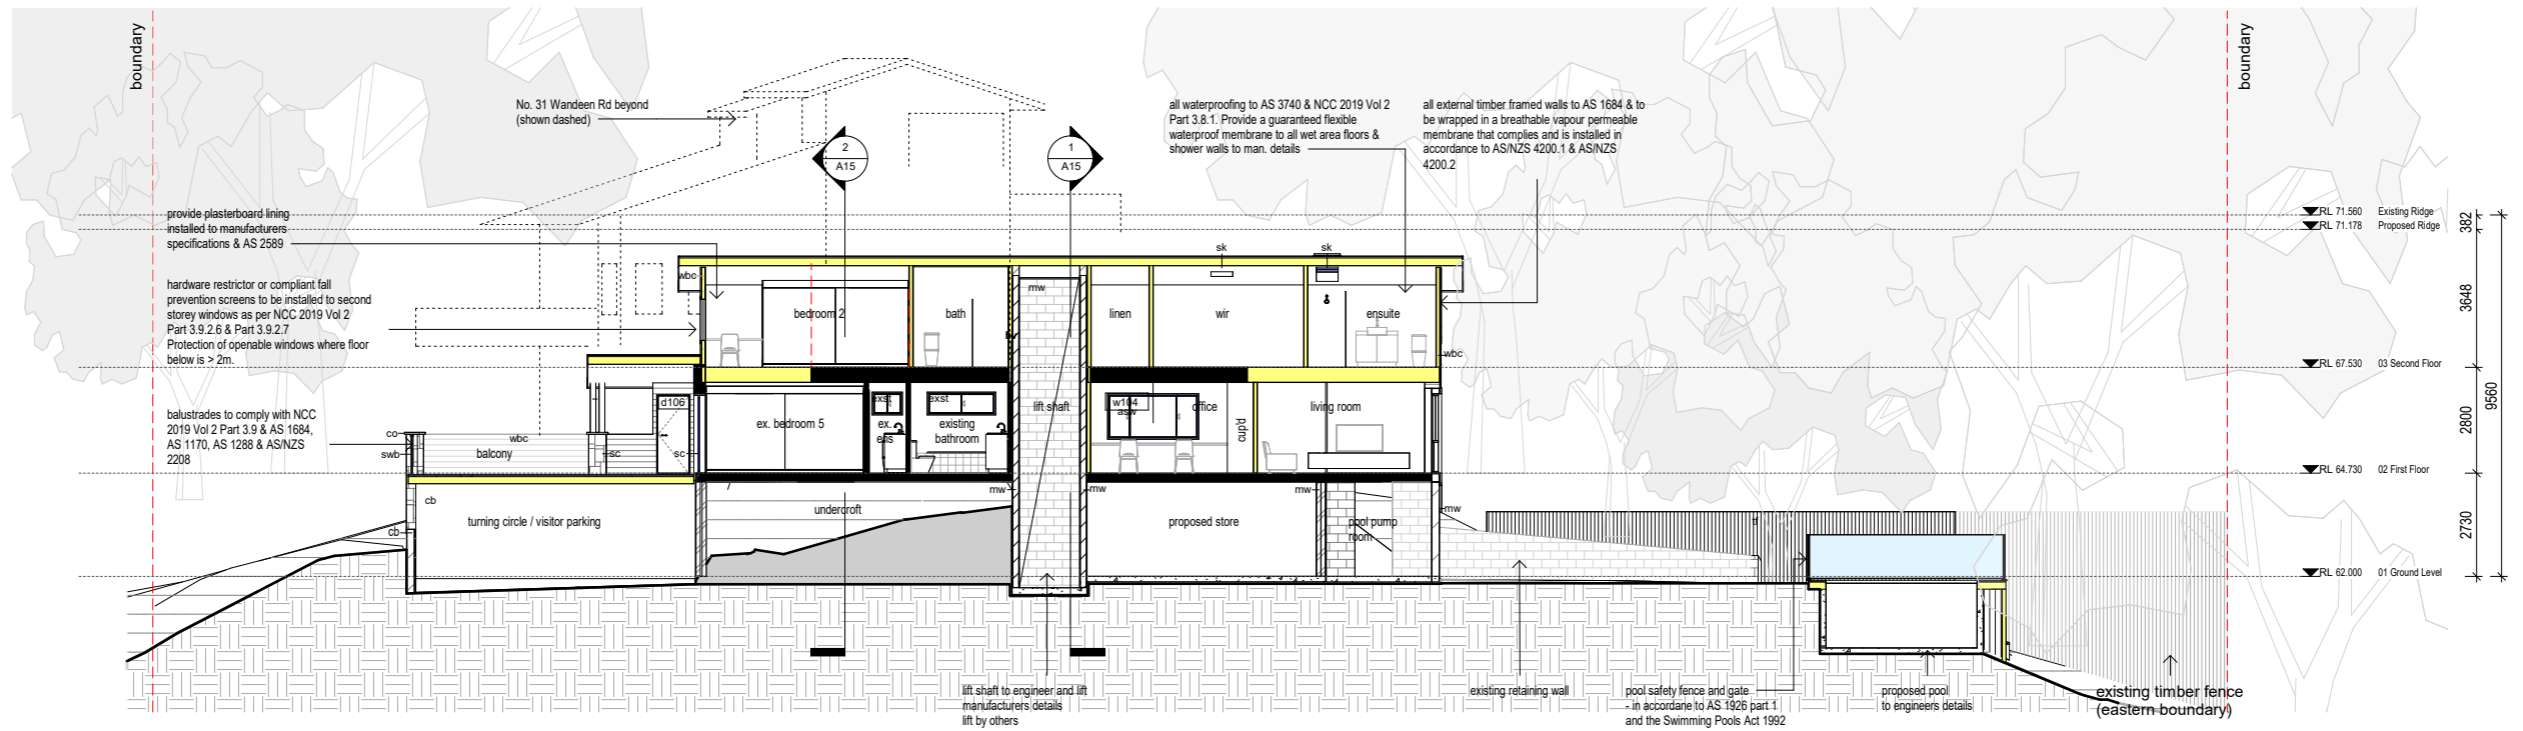 boundary
boundary
No. 31 Wandeen Rd beyond
(shown dashed)
2
A15
1
A15
all waterproofing to AS 3740 & NCC 2019 Vol 2
Part 3.8.1. Provide a guaranteed flexible
waterproof membrane to all wet area floors &
shower walls to man. details
all external timber framed walls to AS 1684 & to
be wrapped in a breathable vapour permeable
membrane that complies and is installed in
accordance to AS/NZS 4200.1 & AS/NZS
4200.2
provide plasterboard lining
installed to manufacturers
specifications & AS 2589
hardware restrictor or compliant fall
prevention screens to be installed to second
storey windows as per NCC 2019 Vol 2
Part 3.9.2.6 & Part 3.9.2.7
Protection of openable windows where floor
below is > 2m.
balustrades to comply with NCC
2019 Vol 2 Part 3.9 & AS 1684,
AS 1170, AS 1288 & AS/NZS
2208
RL 71.560 Existing Ridge
RL 71.178 Proposed Ridge
382
3648
RL 67.530 03 Second Floor
2800
9560
RL 64.730 02 First Floor
2730
RL 62.000 01 Ground Level
sk
sk
wbc
mw
bedroom 2
bath
linen
wir
ensuite
wbc
d106
exst
exst
ex. bedroom 5
ex.
ens
existing
bathroom
lift shaft
w104
asw
office
cup'd
living room
co
swb
wbc
balcony
sc
sc
cb
cb
turning circle / visitor parking
undercroft
mw
mw
mw
mw
proposed store
pool pump
room
tf
lift shaft to engineer and lift
manufacturers details
lift by others
existing retaining wall
pool safety fence and gate
- in accordane to AS 1926 part 1
and the Swimming Pools Act 1992
proposed pool
to engineers details
existing timber fence
(eastern boundary)